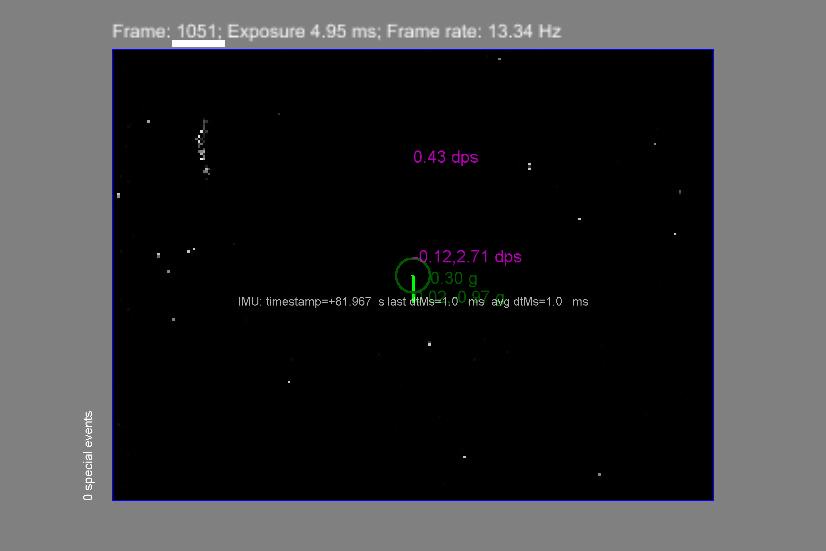 Frame: 1051; Exposure 4.95 ms; Frame rate: 13.34 Hz
0.43 dps
-0.12,2.71 dps
0.30 g
IMU: timestamp=+81.967 s last dtMs=1.0 ms avg dtMs=1.0 ms
0 special events